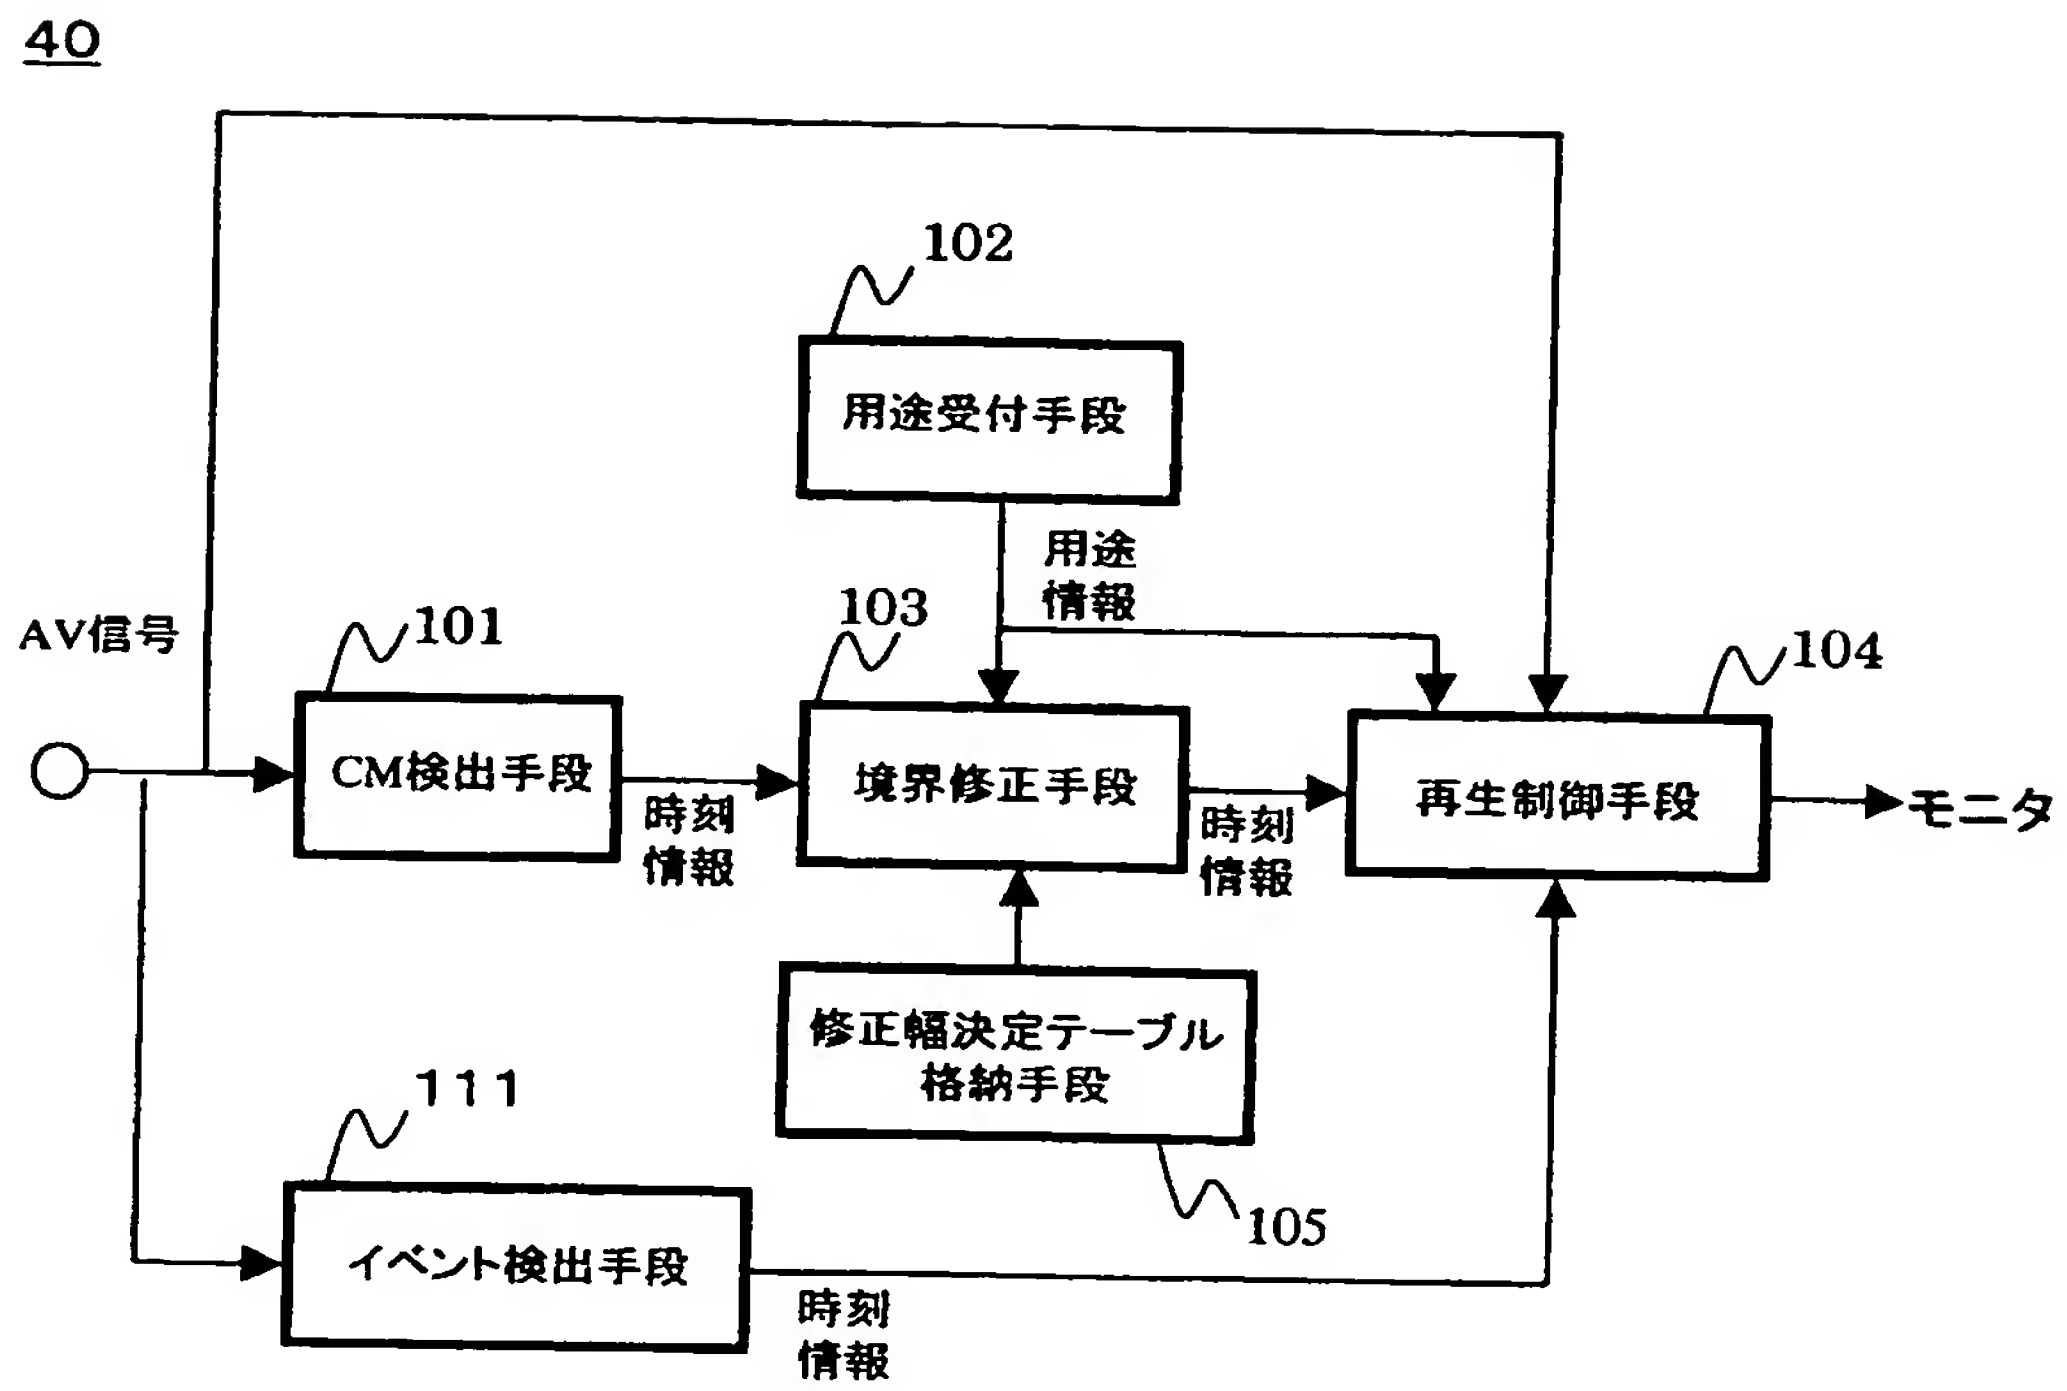 40
102
用途受付手段
用途
情報
AV信号
101
103
104
CM検出手段
境界修正手段
再生制御手段
モニタ
時刻
情報
時刻
情報
修正幅決定テーブル
格納手段
111
105
イベント検出手段
時刻
情報